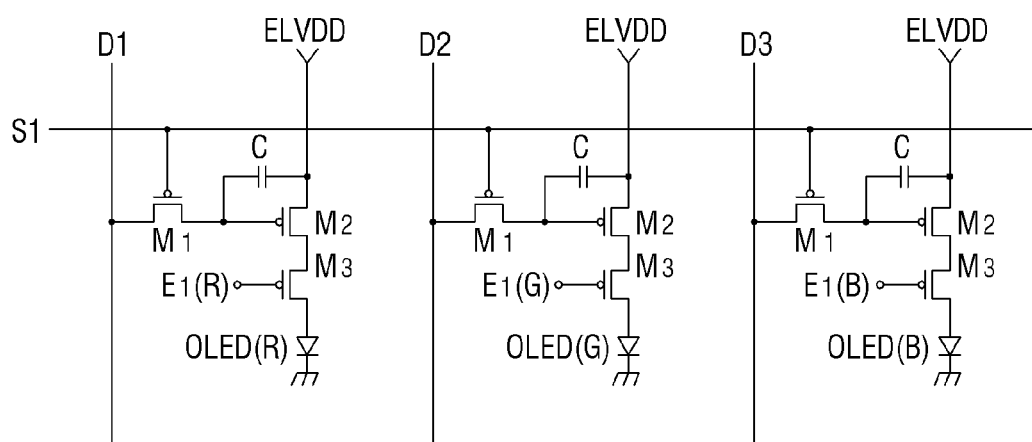 D1 ELVDD D2 ELVDD D3 ELVDD
S1
C C C
M1 M2 M1 M2 M1 M2
M3 M3 M3
E1(R) E1(G) E1(B)
OLED(R) OLED(G) OLED(B)